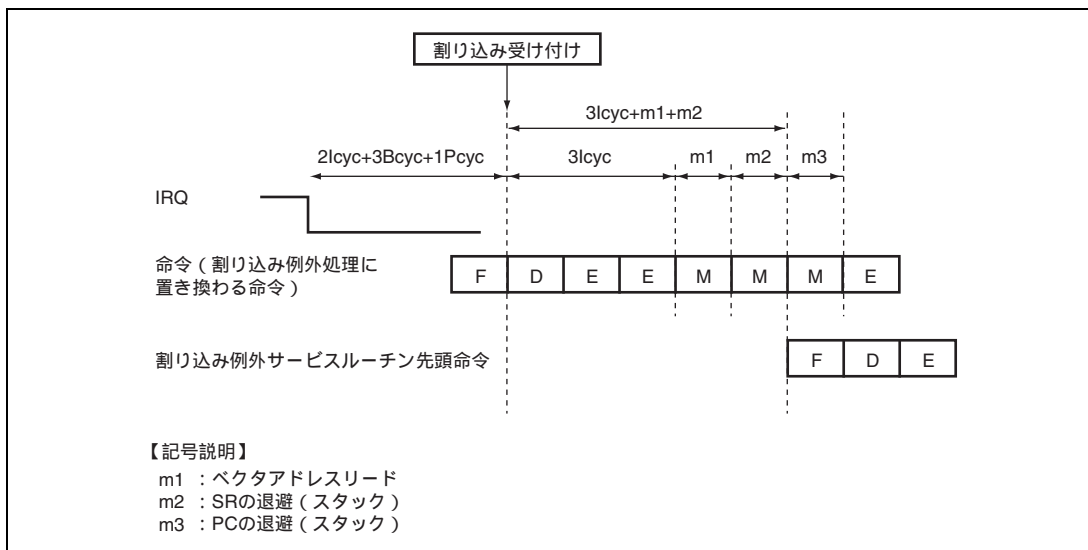 割り込み受け付け
3Icyc+m1+m2
2Icyc+3Bcyc+1Pcyc 3Icyc m1 m2 m3
IRQ
命令（割り込み例外処理に
置き換わる命令）
F D E E M M M E
割り込み例外サービスルーチン先頭命令
F D E
【記号説明】
m1 ：ベクタアドレスリード
m2 ：SRの退避（スタック）
m3 ：PCの退避（スタック）